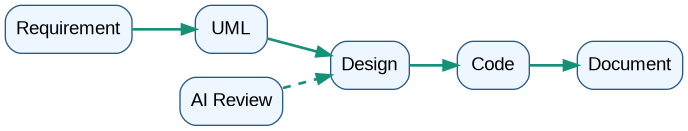 Requirement
UML
AI Review
Design
Code
Document